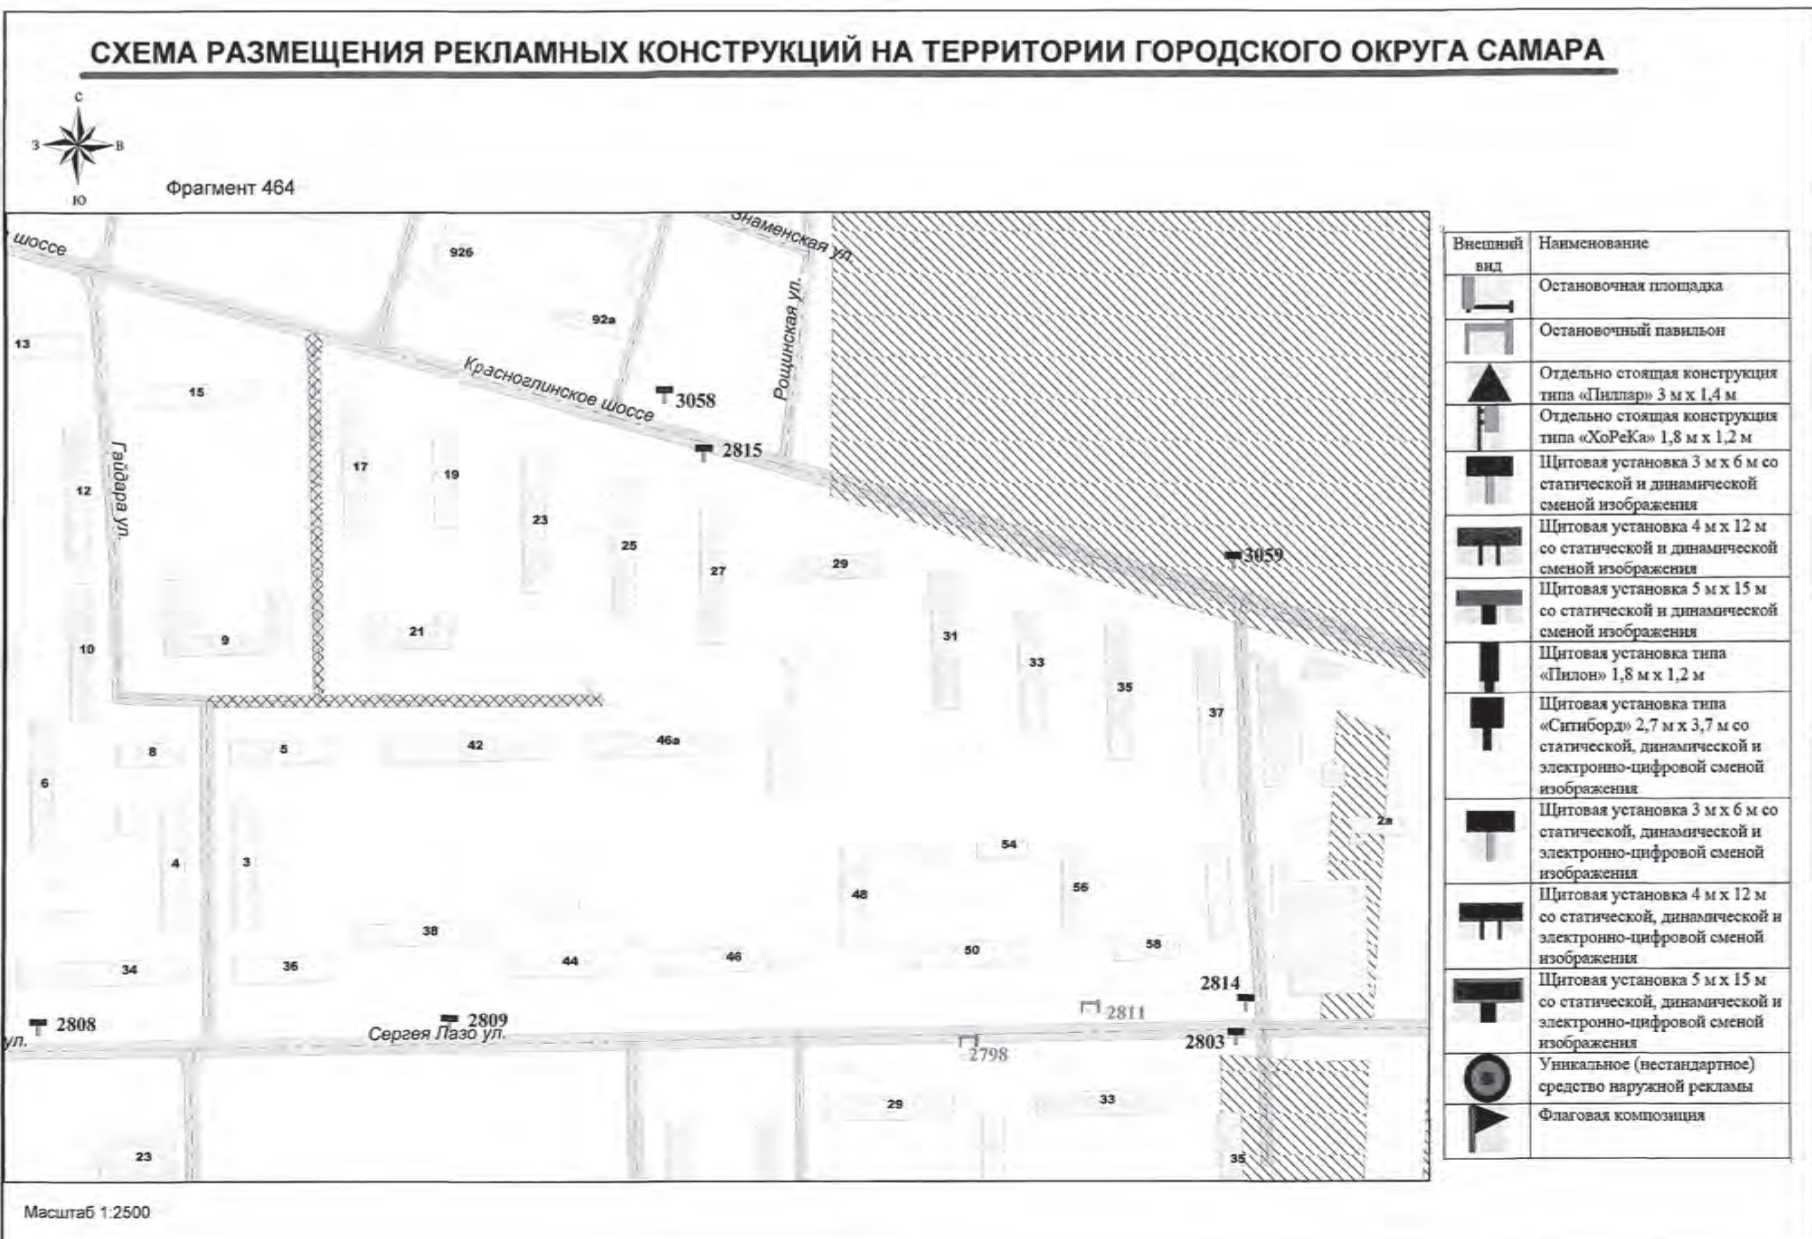 СХЕМА РАЗМЕЩЕНИЯ РЕКЛАМНЫХ КОНСТРУКЦИЙ НА ТЕРРИТОРИИ ГОРОДСКОГО ОКРУГА САМАРА
С
З
В
Ю
Фрагмент 464
шоссе
Знаменская ул.
92б
92а
Рощинская ул.
13
15
Красноглинское шоссе
3058
2815
Гайдара ул.
12
17
19
23
25
27
29
3059
10
9
21
31
33
35
37
8
5
42
46а
6
2а
4
3
54
56
48
38
34
36
44
46
50
58
2814
2808
2809
2811
ул.
Сергея Лазо ул.
2798
2803
29
33
23
35
Внешний
вид
Наименование
Остановочная площадка
Остановочный павильон
Отдельно стоящая конструкция
типа «Пиллар» 3 м х 1,4 м
Отдельно стоящая конструкция
типа «ХоРеКа» 1,8 м х 1,2 м
Щитовая установка 3 м х 6 м со
статической и динамической
сменой изображения
Щитовая установка 4 м х 12 м
со статической и динамической
сменой изображения
Щитовая установка 5 м х 15 м
со статической и динамической
сменой изображения
Щитовая установка типа
«Пилон» 1,8 м х 1,2 м
Щитовая установка типа
«Ситиборд» 2,7 м х 3,7 м со
статической, динамической и
электронно-цифровой сменой
изображения
Щитовая установка 3 м х 6 м со
статической, динамической и
электронно-цифровой сменой
изображения
Щитовая установка 4 м х 12 м
со статической, динамической и
электронно-цифровой сменой
изображения
Щитовая установка 5 м х 15 м
со статической, динамической и
электронно-цифровой сменой
изображения
Уникальное (нестандартное)
средство наружной рекламы
Флаговая композиция
Масштаб 1:2500